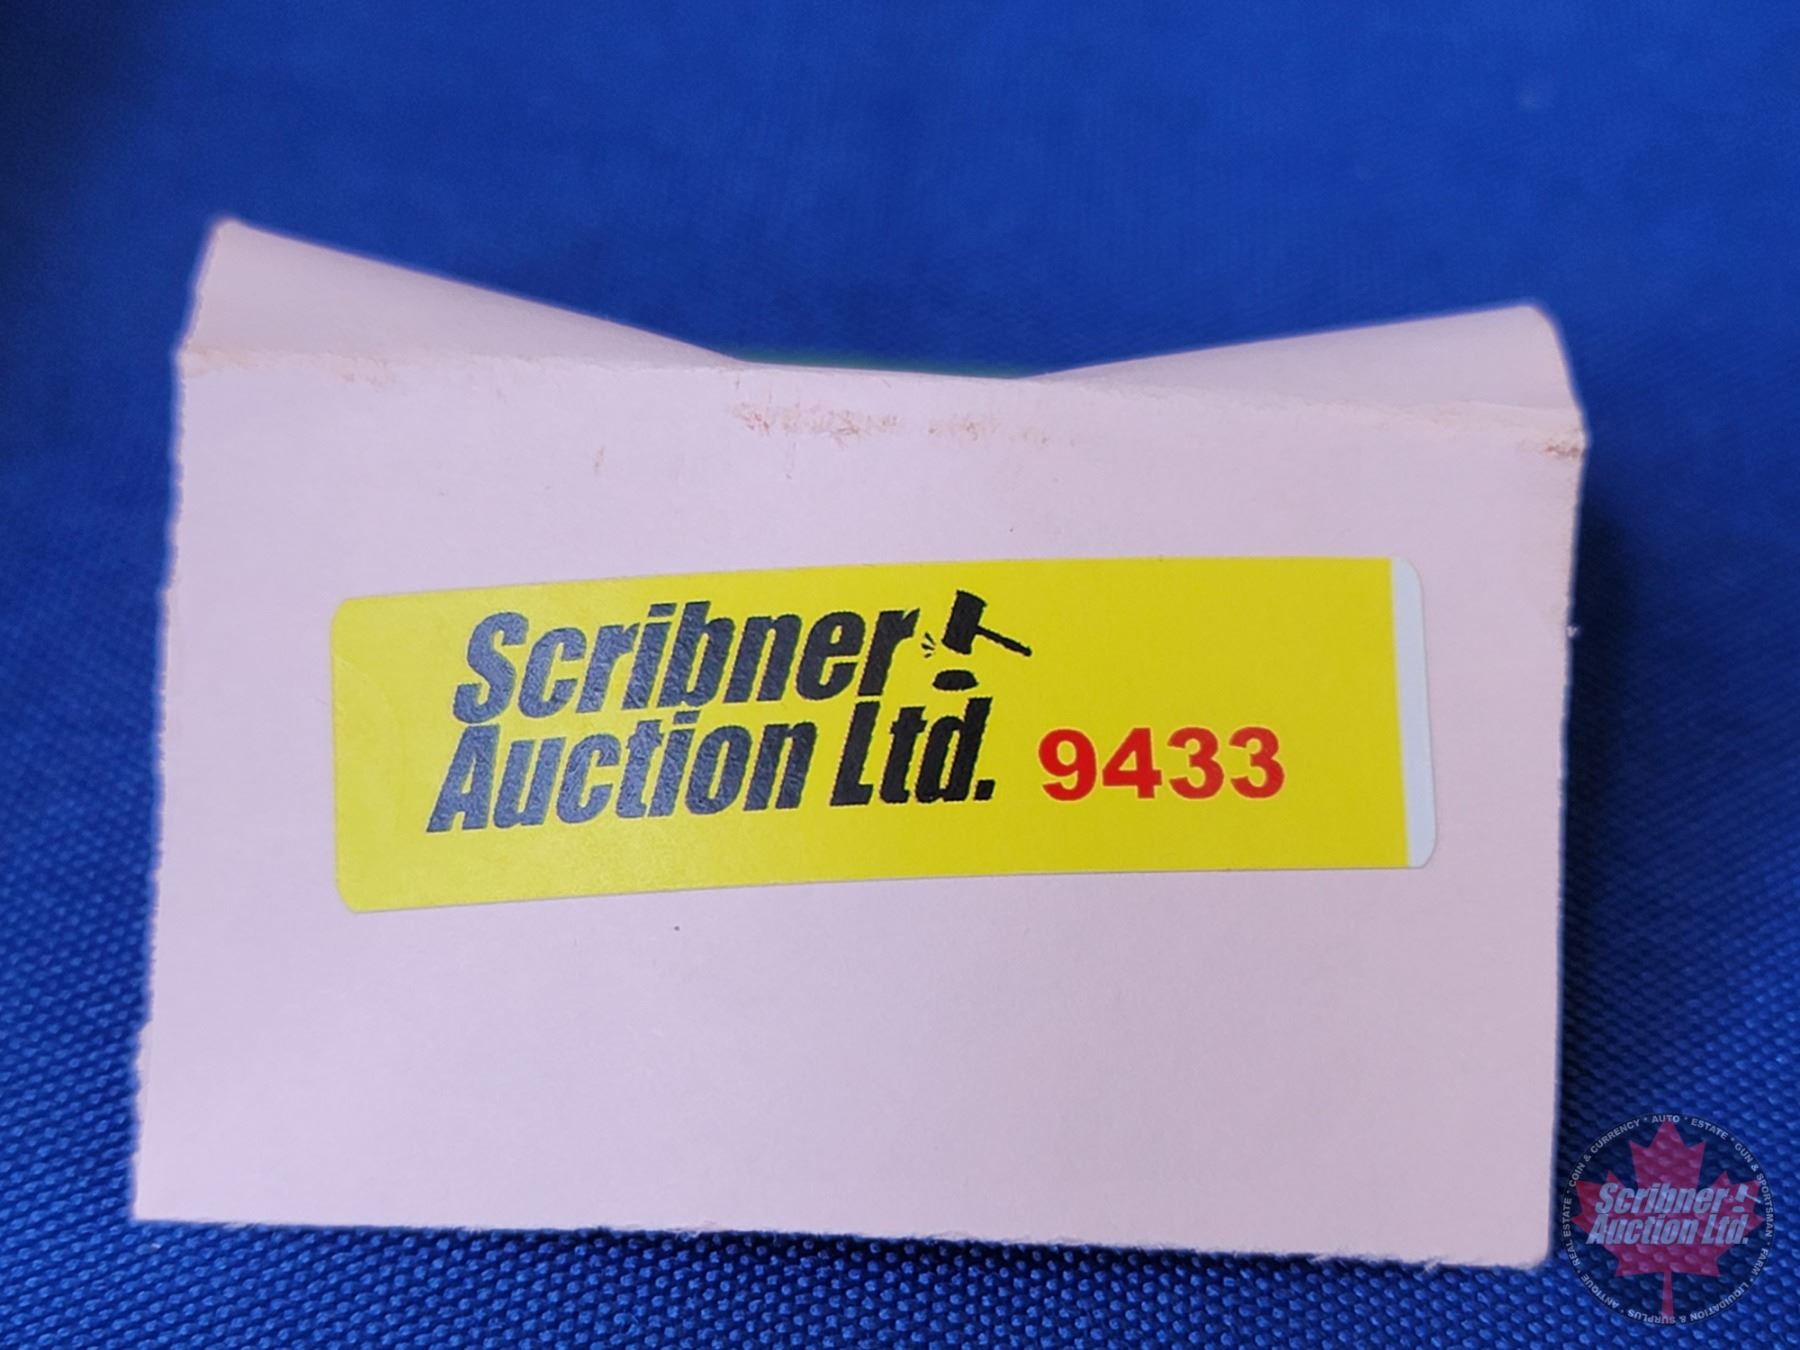 Scribner
Auction Ltd. 9433
REAL ESTATE * COIN & CURRENCY * AUTO * ESTATE * GUN & SPORTSMAN * FARM * LIQUIDATION & SURPLUS * ANTIQUE *
Scribner
Auction Ltd.